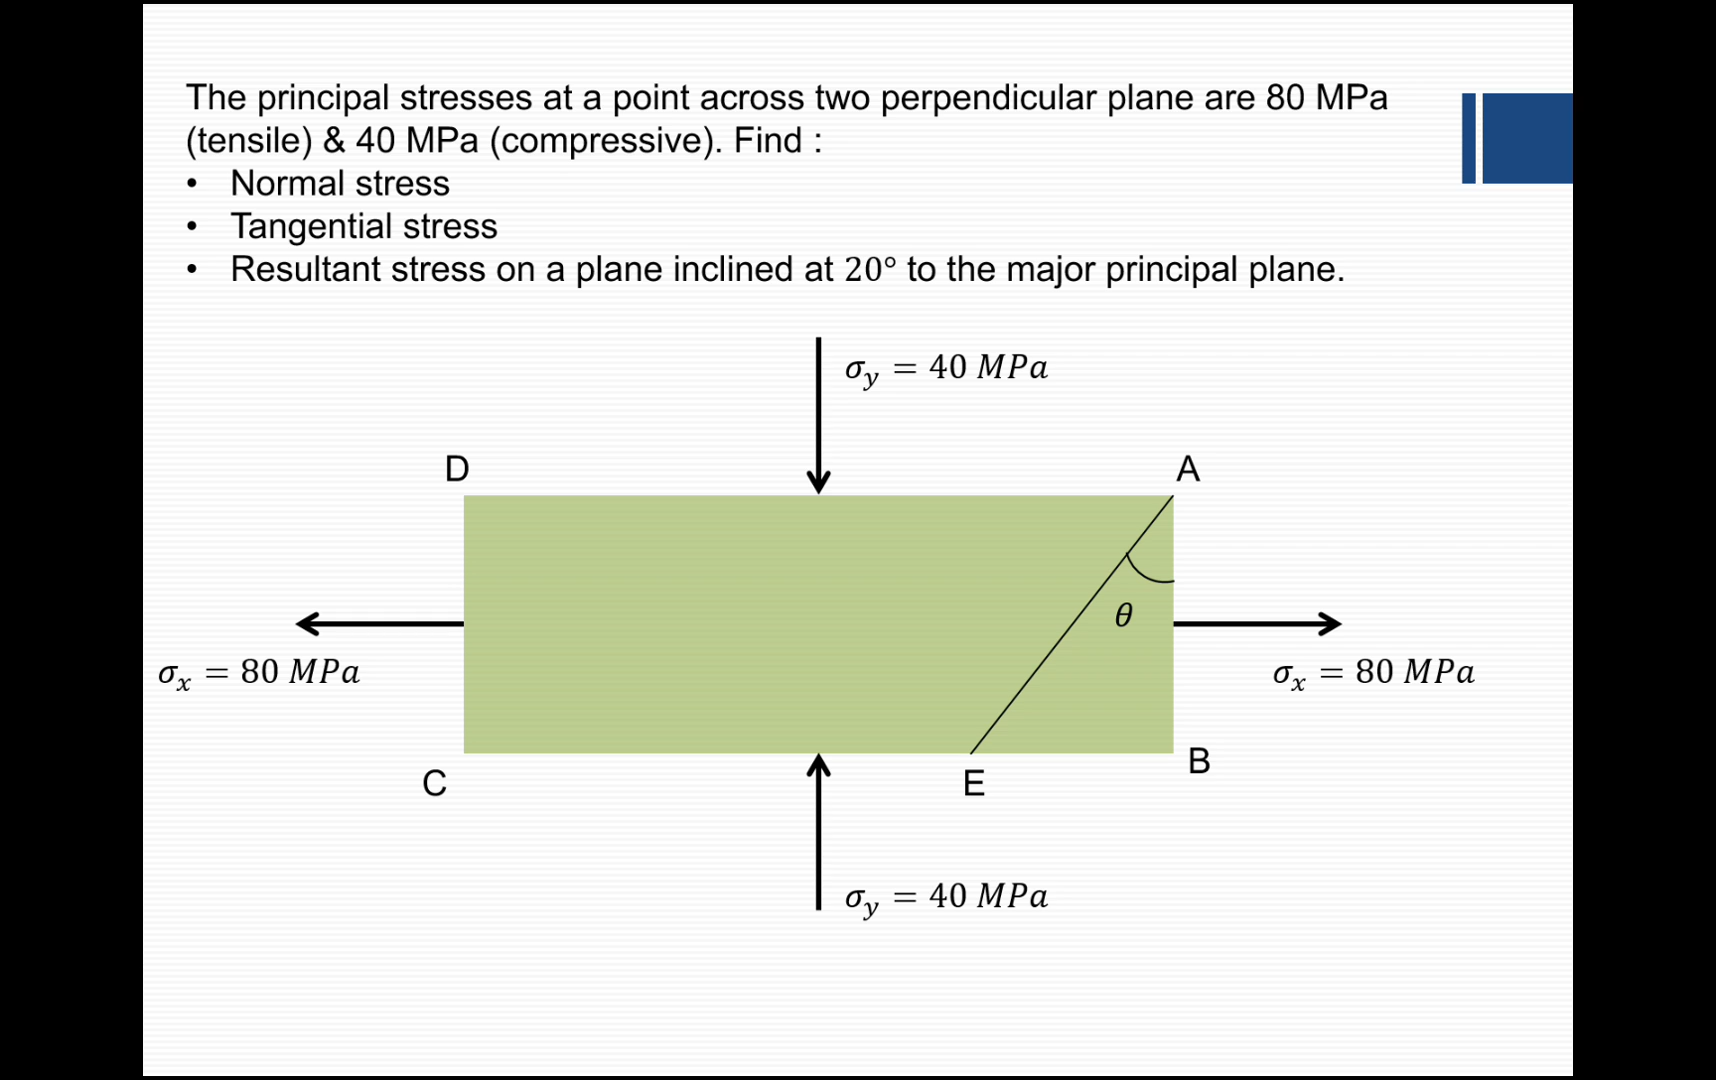 The principal stresses at a point across two perpendicular plane are 80 MPa
(tensile) & 40 MPa (compressive). Find :
• Normal stress
• Tangential stress
• Resultant stress on a plane inclined at 20° to the major principal plane.
σy = 40 MPa
D
A
θ
σx = 80 MPa
σx = 80 MPa
C
E
B
σy = 40 MPa